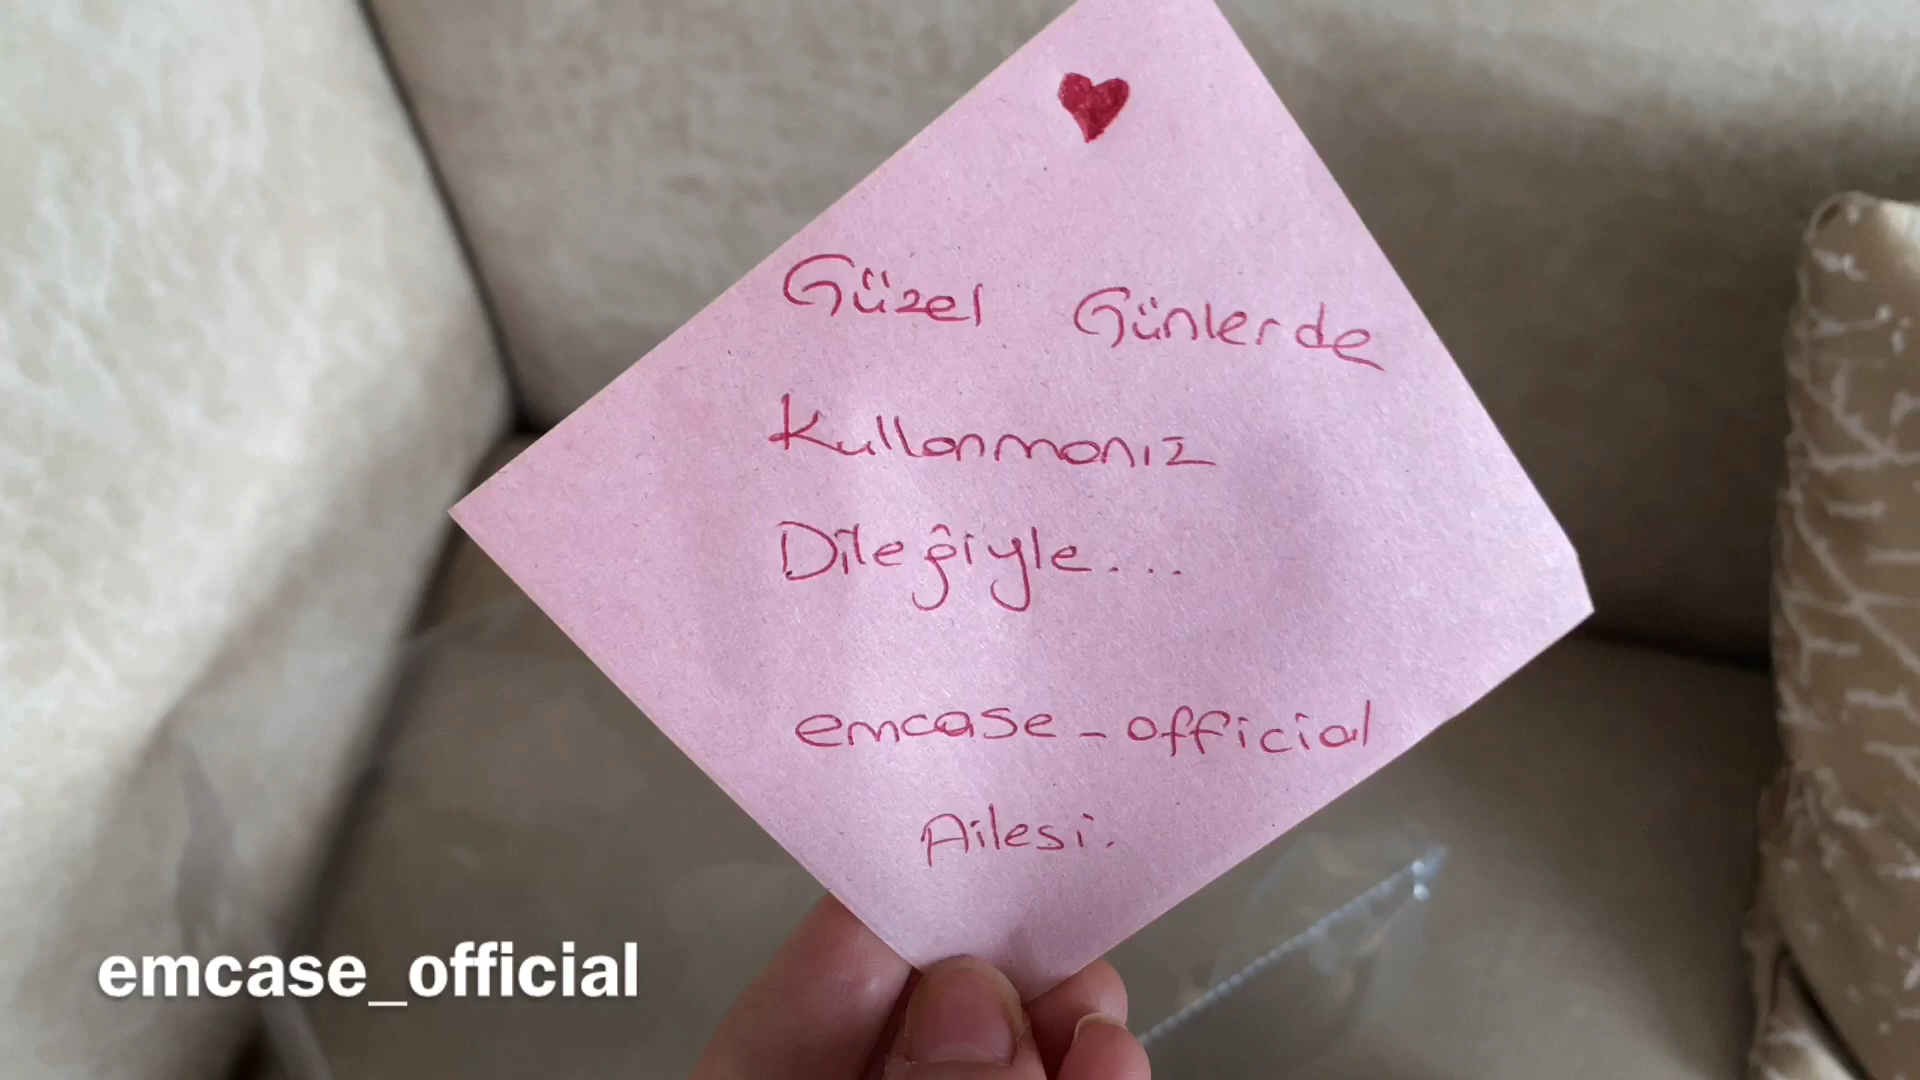 Güzel Günlerde
Kullanmanız
Dileğiyle...
emcase_official
Ailesi.
emcase_official